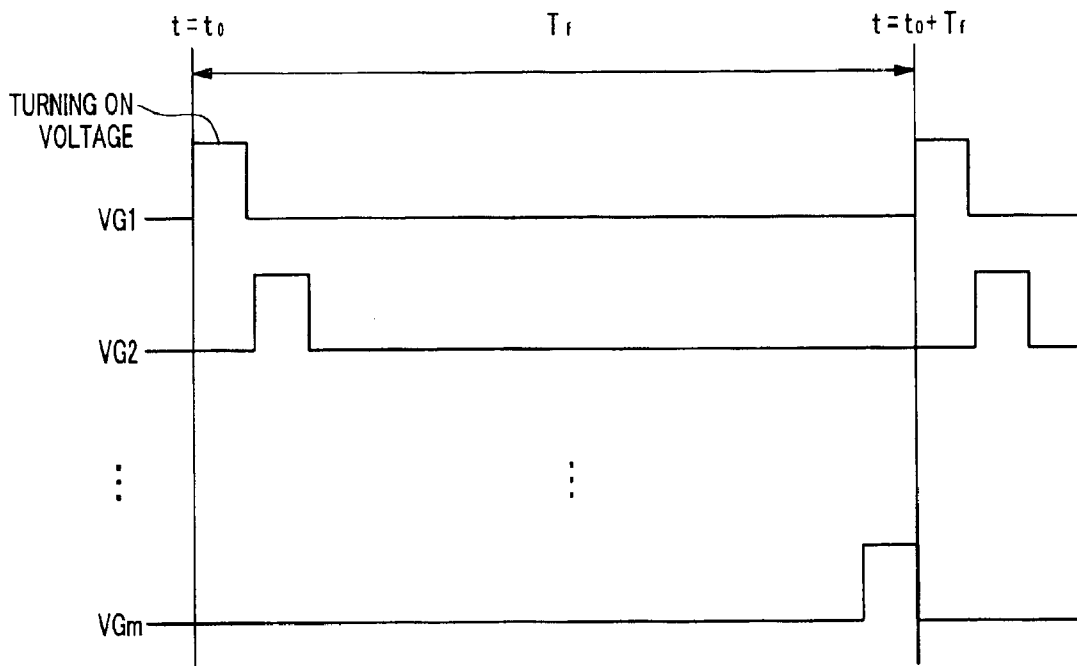 t = t₀
T_f
t = t₀ + T_f
TURNING ON
VOLTAGE
VG1
VG2
VGm